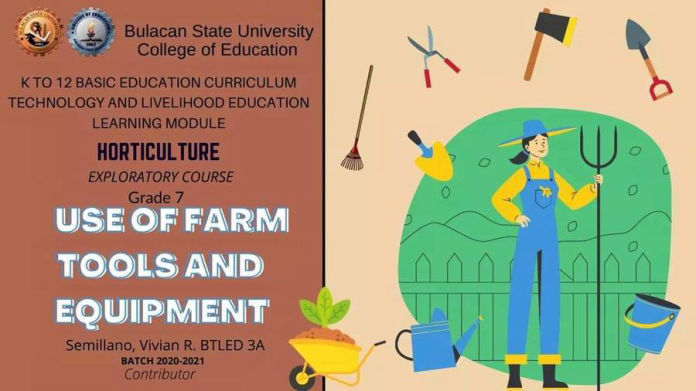 Bulacan State University
College of Education
K TO 12 BASIC EDUCATION CURRICULUM
TECHNOLOGY AND LIVELIHOOD EDUCATION
LEARNING MODULE
HORTICULTURE
EXPLORATORY COURSE
Grade 7
USE OF FARM
TOOLS AND
EQUIPMENT
Semillano, Vivian R. BTLED 3A
BATCH 2020-2021
Contributor